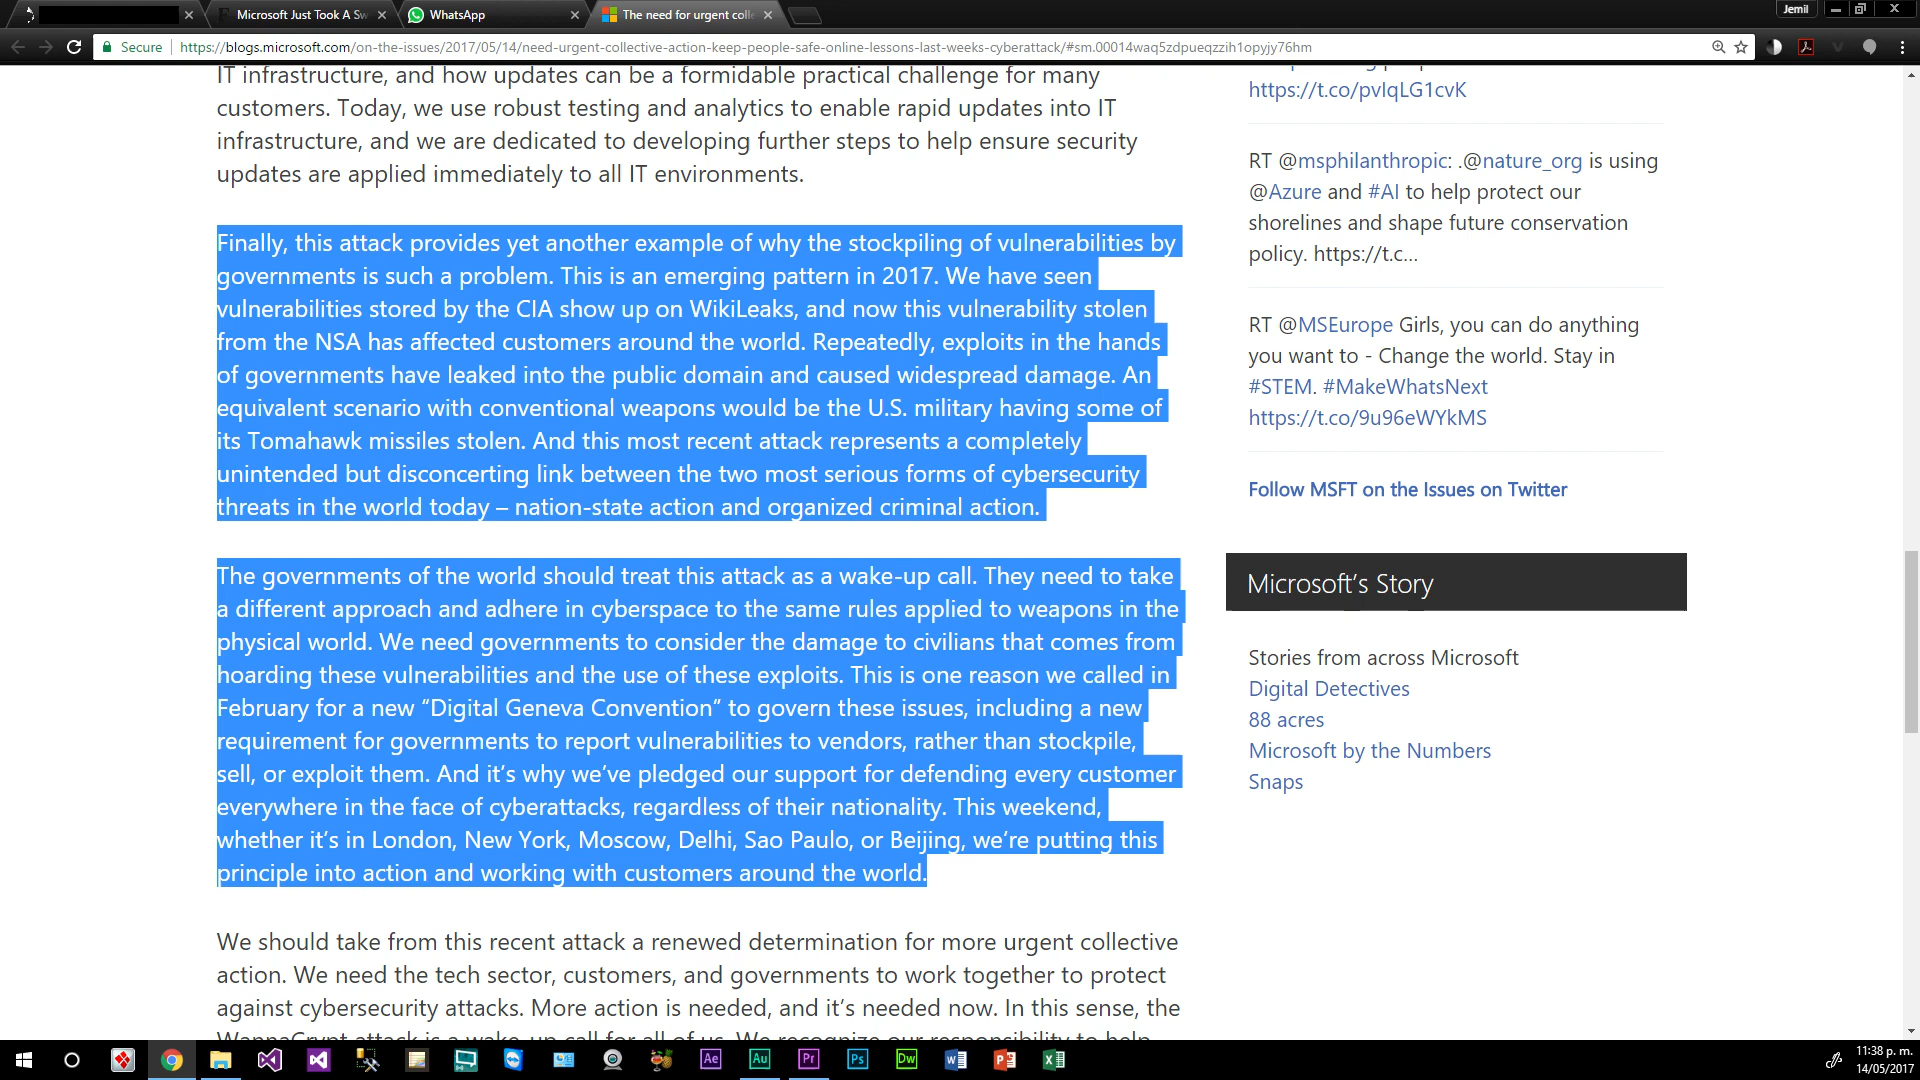 Microsoft Just Took A Sw
WhatsApp
The need for urgent coll
Jemil
Secure
https://blogs.microsoft.com/on-the-issues/2017/05/14/need-urgent-collective-action-keep-people-safe-online-lessons-last-weeks-cyberattack/#sm.00014waq5zdpueqzzih1opyjy76hm
IT infrastructure, and how updates can be a formidable practical challenge for many
customers. Today, we use robust testing and analytics to enable rapid updates into IT
infrastructure, and we are dedicated to developing further steps to help ensure security
updates are applied immediately to all IT environments.
Finally, this attack provides yet another example of why the stockpiling of vulnerabilities by
governments is such a problem. This is an emerging pattern in 2017. We have seen
vulnerabilities stored by the CIA show up on WikiLeaks, and now this vulnerability stolen
from the NSA has affected customers around the world. Repeatedly, exploits in the hands
of governments have leaked into the public domain and caused widespread damage. An
equivalent scenario with conventional weapons would be the U.S. military having some of
its Tomahawk missiles stolen. And this most recent attack represents a completely
unintended but disconcerting link between the two most serious forms of cybersecurity
threats in the world today – nation-state action and organized criminal action.
The governments of the world should treat this attack as a wake-up call. They need to take
a different approach and adhere in cyberspace to the same rules applied to weapons in the
physical world. We need governments to consider the damage to civilians that comes from
hoarding these vulnerabilities and the use of these exploits. This is one reason we called in
February for a new “Digital Geneva Convention” to govern these issues, including a new
requirement for governments to report vulnerabilities to vendors, rather than stockpile,
sell, or exploit them. And it’s why we’ve pledged our support for defending every customer
everywhere in the face of cyberattacks, regardless of their nationality. This weekend,
whether it’s in London, New York, Moscow, Delhi, Sao Paulo, or Beijing, we’re putting this
principle into action and working with customers around the world.
We should take from this recent attack a renewed determination for more urgent collective
action. We need the tech sector, customers, and governments to work together to protect
against cybersecurity attacks. More action is needed, and it’s needed now. In this sense, the
WannaCrypt attack is a wake-up call for all of us. We recognize our responsibility to help
https://t.co/pvIqLG1cvK
RT @msphilanthropic: .@nature_org is using
@Azure and #AI to help protect our
shorelines and shape future conservation
policy. https://t.c...
RT @MSEurope Girls, you can do anything
you want to - Change the world. Stay in
#STEM. #MakeWhatsNext
https://t.co/9u96eWYkMS
Follow MSFT on the Issues on Twitter
Microsoft’s Story
Stories from across Microsoft
Digital Detectives
88 acres
Microsoft by the Numbers
Snaps
Ae
Au
Pr
Ps
Dw
11:38 p. m.
14/05/2017